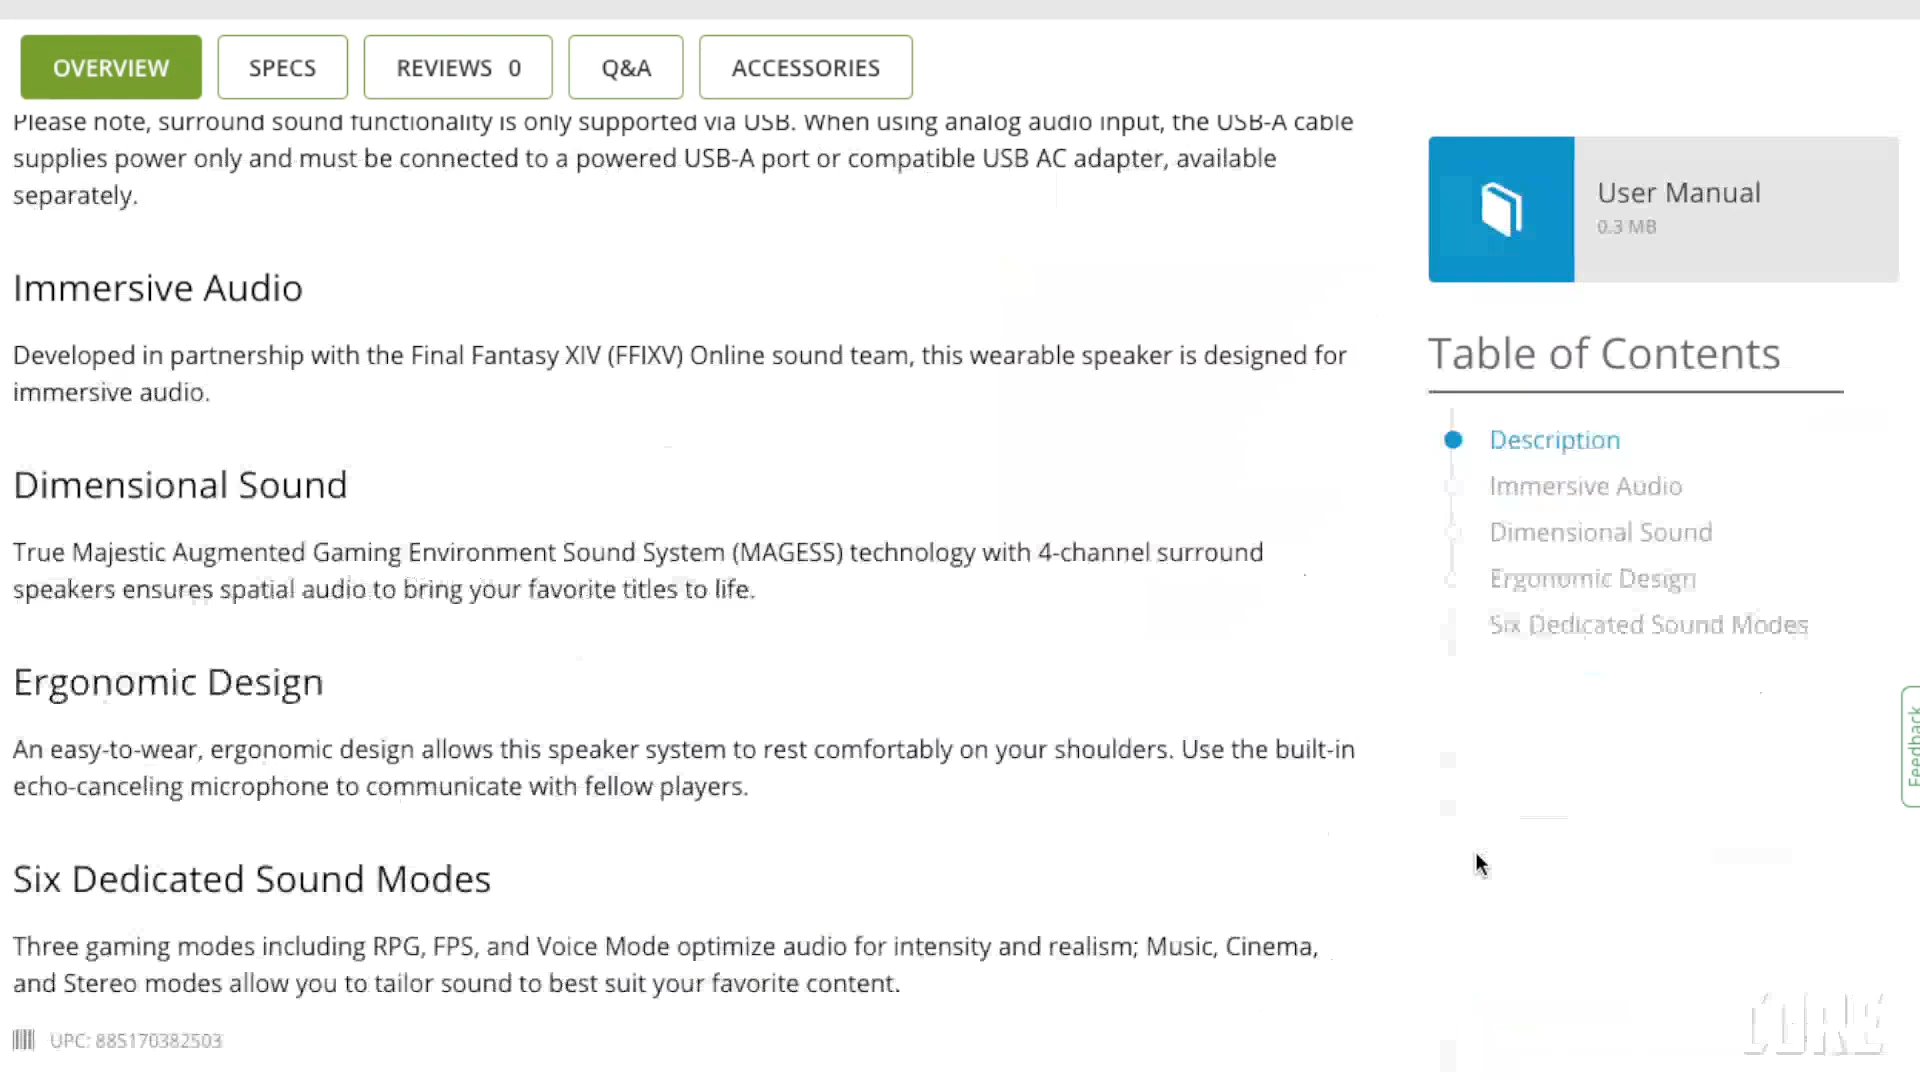 OVERVIEW
SPECS
REVIEWS 0
Q&A
ACCESSORIES
Please note, surround sound functionality is only supported via USB. When using analog audio input, the USB-A cable
supplies power only and must be connected to a powered USB-A port or compatible USB AC adapter, available
separately.
Immersive Audio
Developed in partnership with the Final Fantasy XIV (FFIXV) Online sound team, this wearable speaker is designed for
immersive audio.
Dimensional Sound
True Majestic Augmented Gaming Environment Sound System (MAGESS) technology with 4-channel surround
speakers ensures spatial audio to bring your favorite titles to life.
Ergonomic Design
An easy-to-wear, ergonomic design allows this speaker system to rest comfortably on your shoulders. Use the built-in
echo-canceling microphone to communicate with fellow players.
Six Dedicated Sound Modes
Three gaming modes including RPG, FPS, and Voice Mode optimize audio for intensity and realism; Music, Cinema,
and Stereo modes allow you to tailor sound to best suit your favorite content.
UPC: 885170382503
User Manual
0.3 MB
Table of Contents
Description
Immersive Audio
Dimensional Sound
Ergonomic Design
Six Dedicated Sound Modes
Feedback
CORE